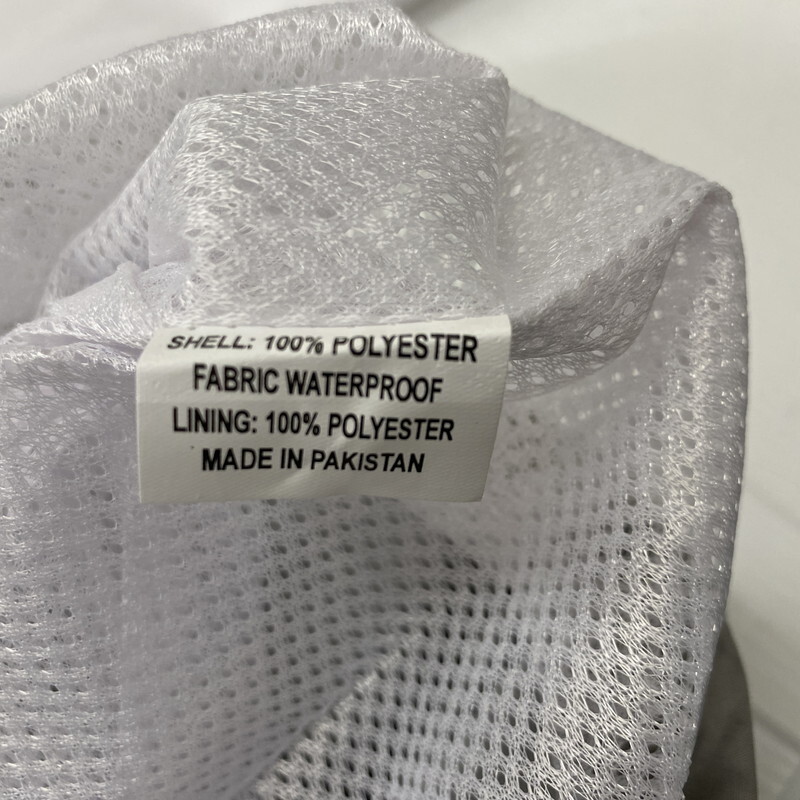 SHELL: 100% POLYESTER
FABRIC WATERPROOF
LINING: 100% POLYESTER
MADE IN PAKISTAN